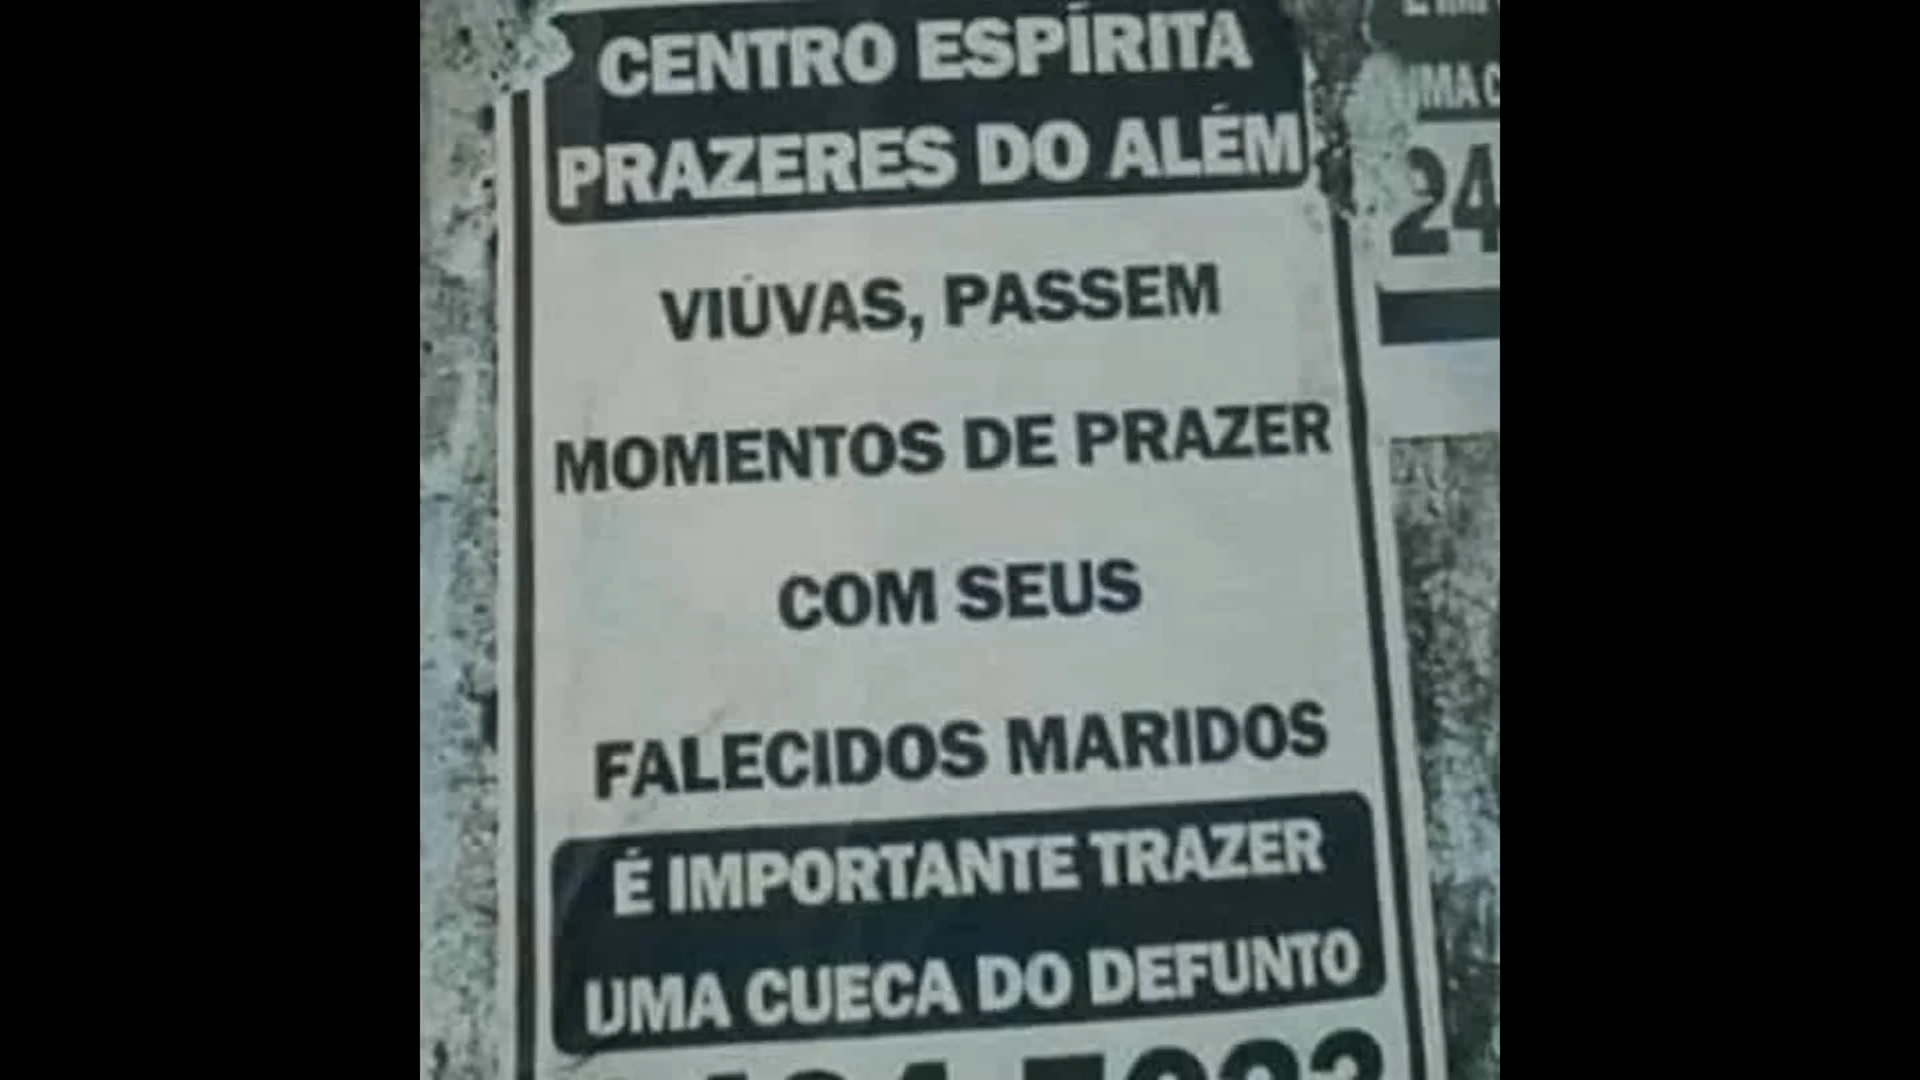 CENTRO ESPÍRITA
PRAZERES DO ALÉM
VIÚVAS, PASSEM
MOMENTOS DE PRAZER
COM SEUS
FALECIDOS MARIDOS
É IMPORTANTE TRAZER
UMA CUECA DO DEFUNTO
24